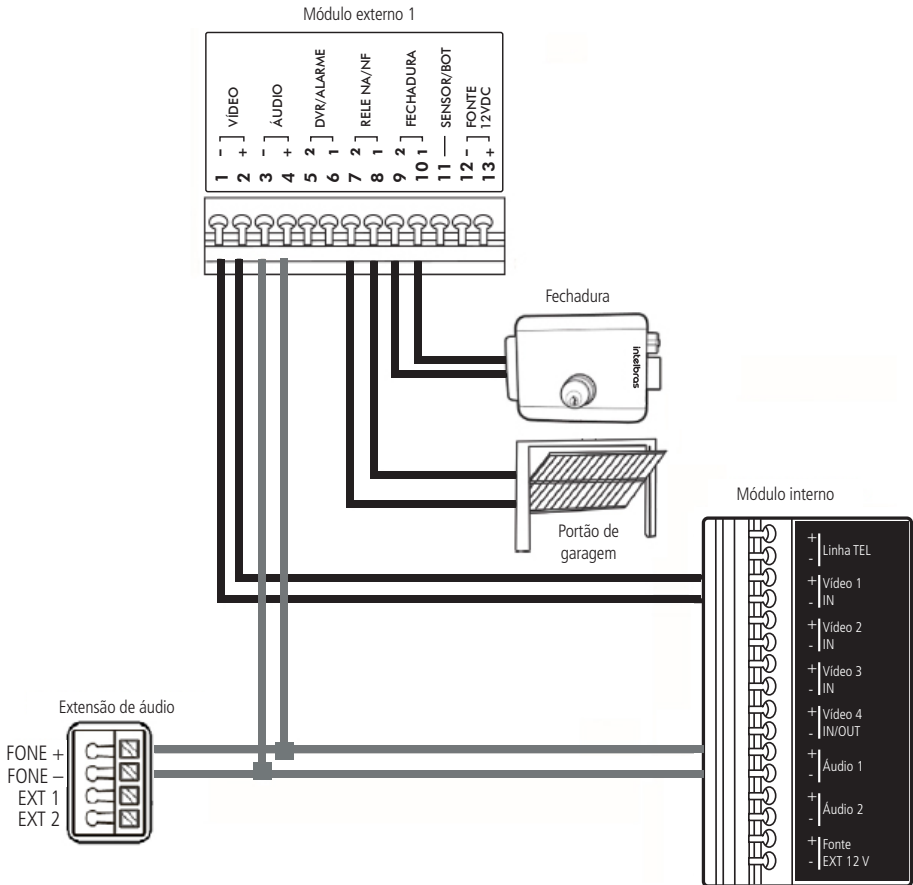 Módulo externo 1
1 -
2 + VÍDEO
3 -
4 + ÁUDIO
5 2
6 1 DVR/ALARME
7 2
8 1 RELE NA/NF
9 2
10 1 FECHADURA
11 SENSOR/BOT
12 - FONTE
13 + 12VDC
Fechadura
intelbras
Portão de
garagem
Módulo interno
+
- Linha TEL
+ Vídeo 1
- IN
+ Vídeo 2
- IN
+ Vídeo 3
- IN
+ Vídeo 4
- IN/OUT
+
- Áudio 1
+
- Áudio 2
+ Fonte
- EXT 12 V
Extensão de áudio
FONE +
FONE –
EXT 1
EXT 2